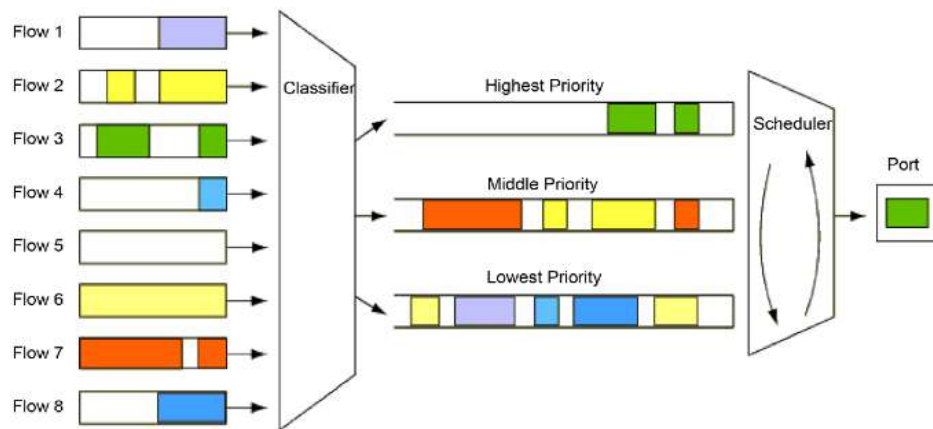 Flow 1
Flow 2
Flow 3
Flow 4
Flow 5
Flow 6
Flow 7
Flow 8
Classifier
Highest Priority
Middle Priority
Lowest Priority
Scheduler
Port